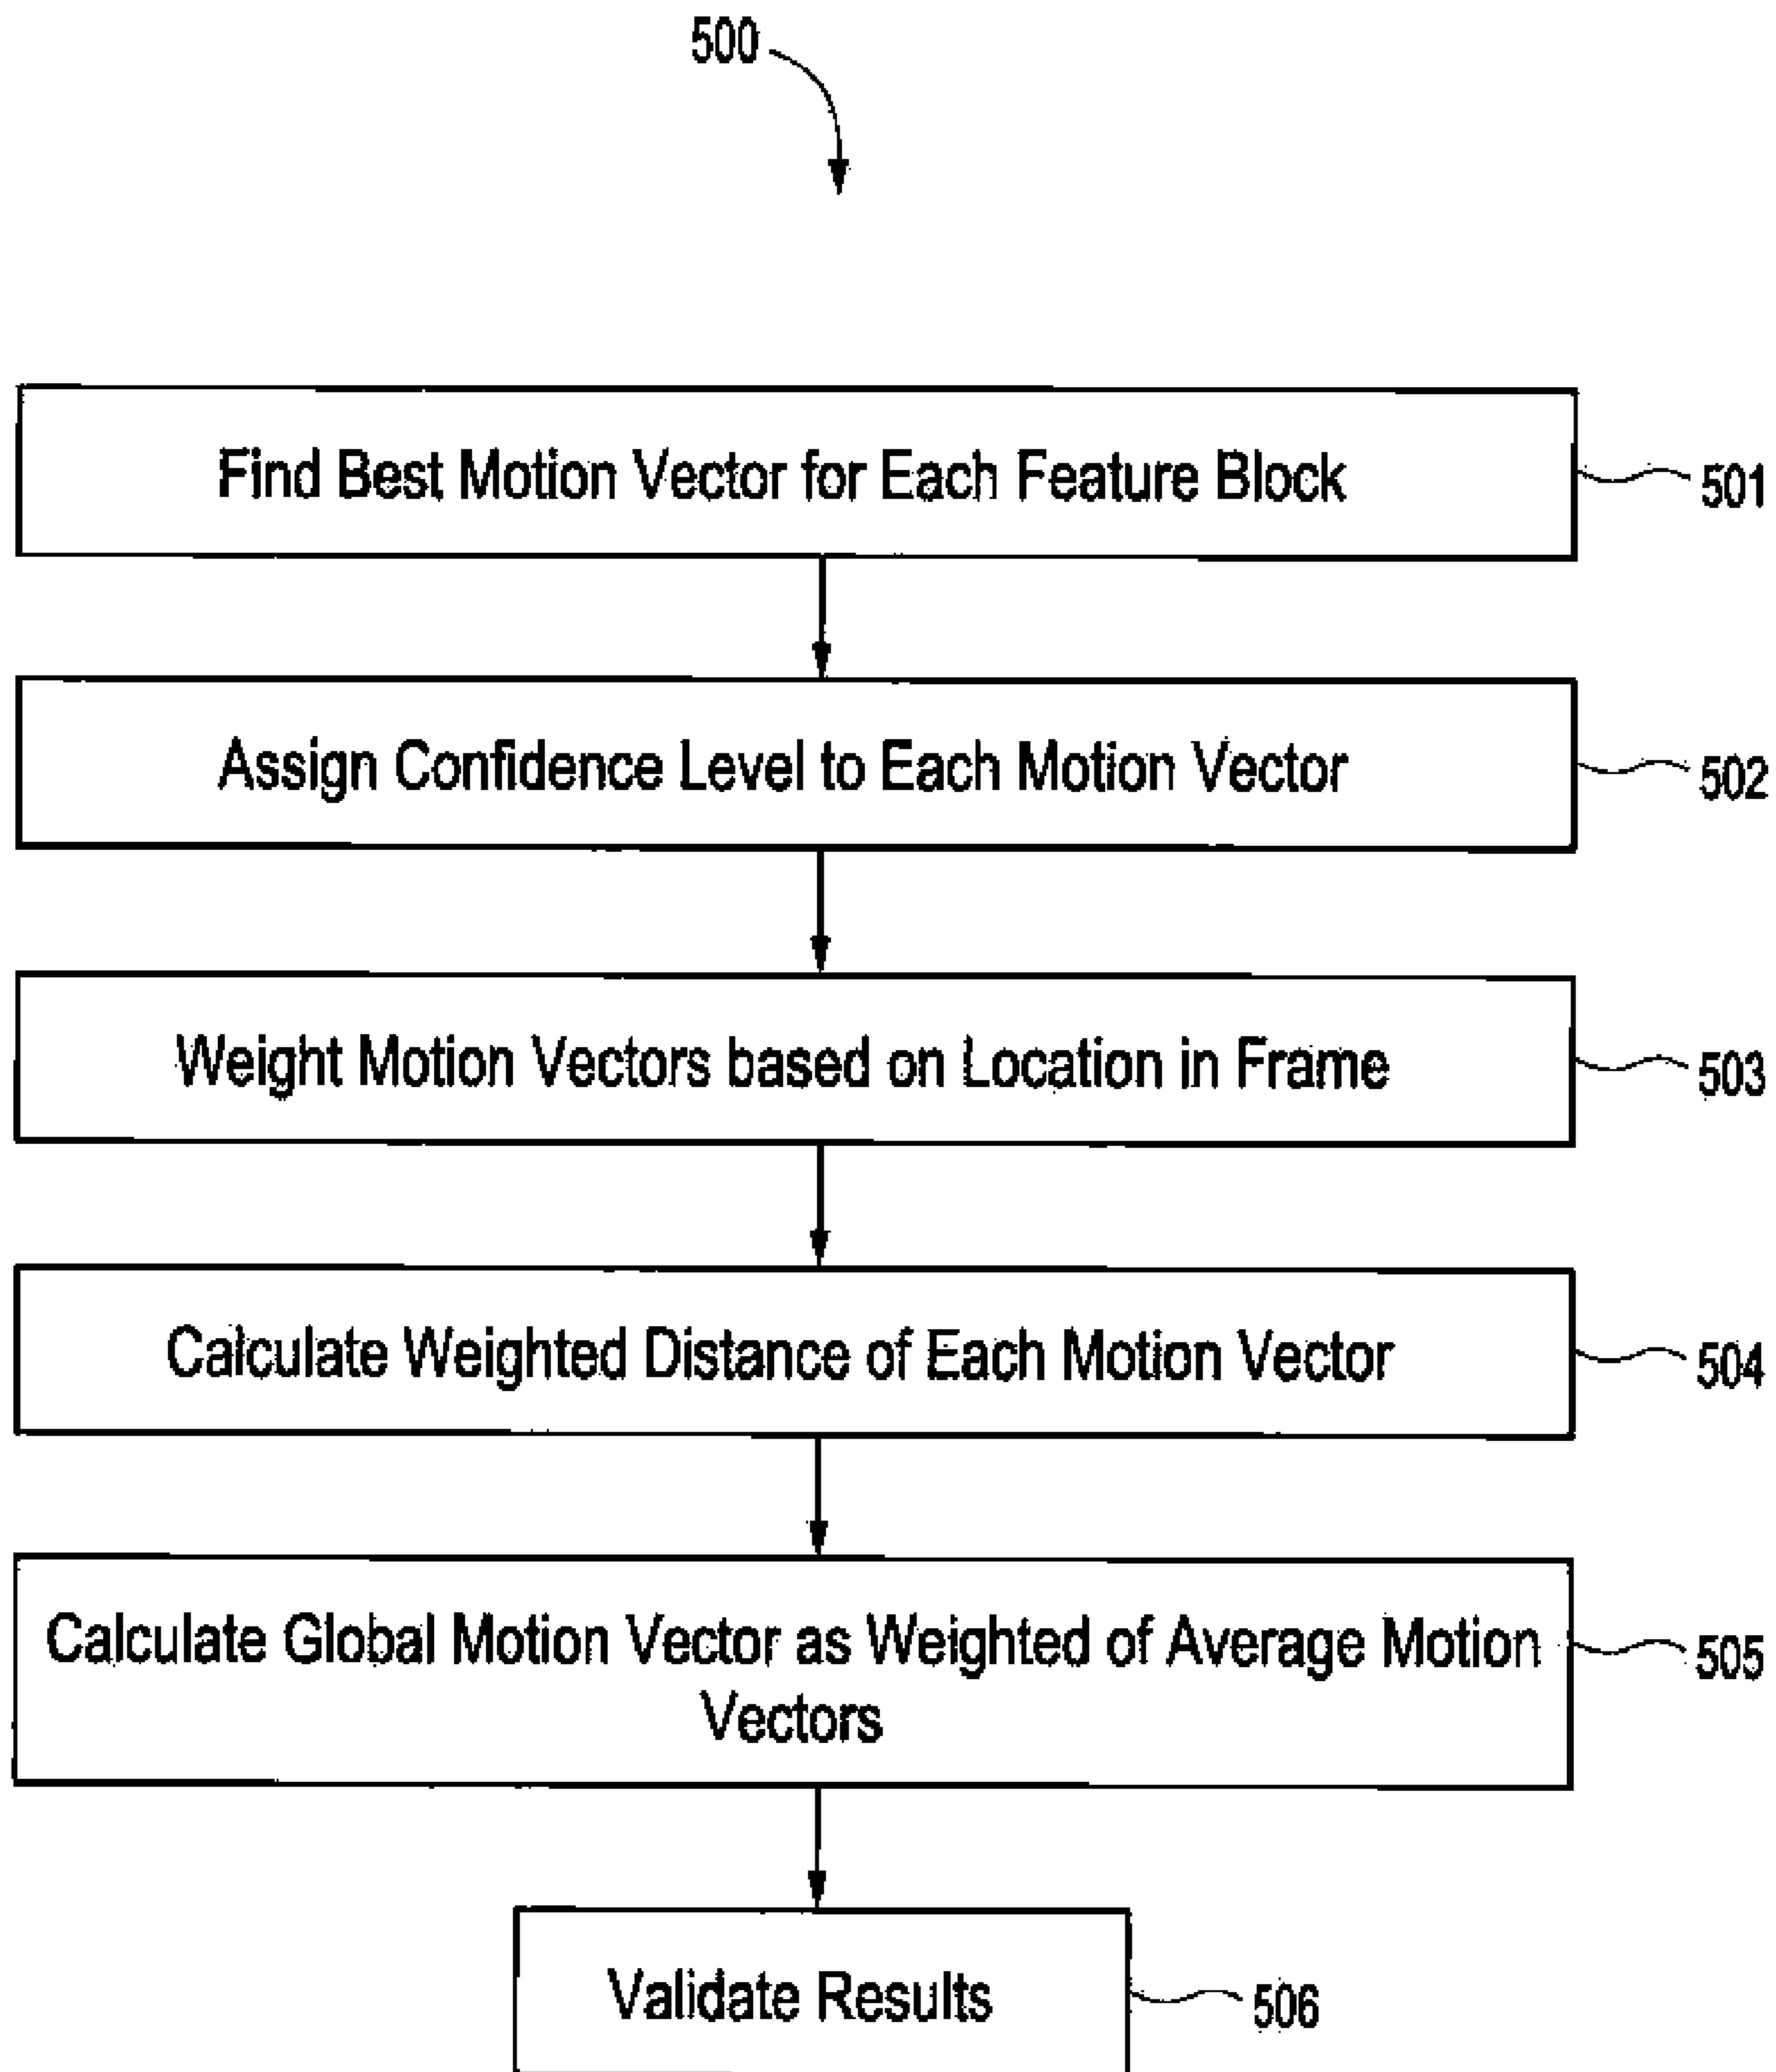 500
Find Best Motion Vector for Each Feature Block
501
Assign Confidence Level to Each Motion Vector
502
Weight Motion Vectors based on Location in Frame
503
Calculate Weighted Distance of Each Motion Vector
504
Calculate Global Motion Vector as Weighted of Average Motion
Vectors
505
Validate Results
506